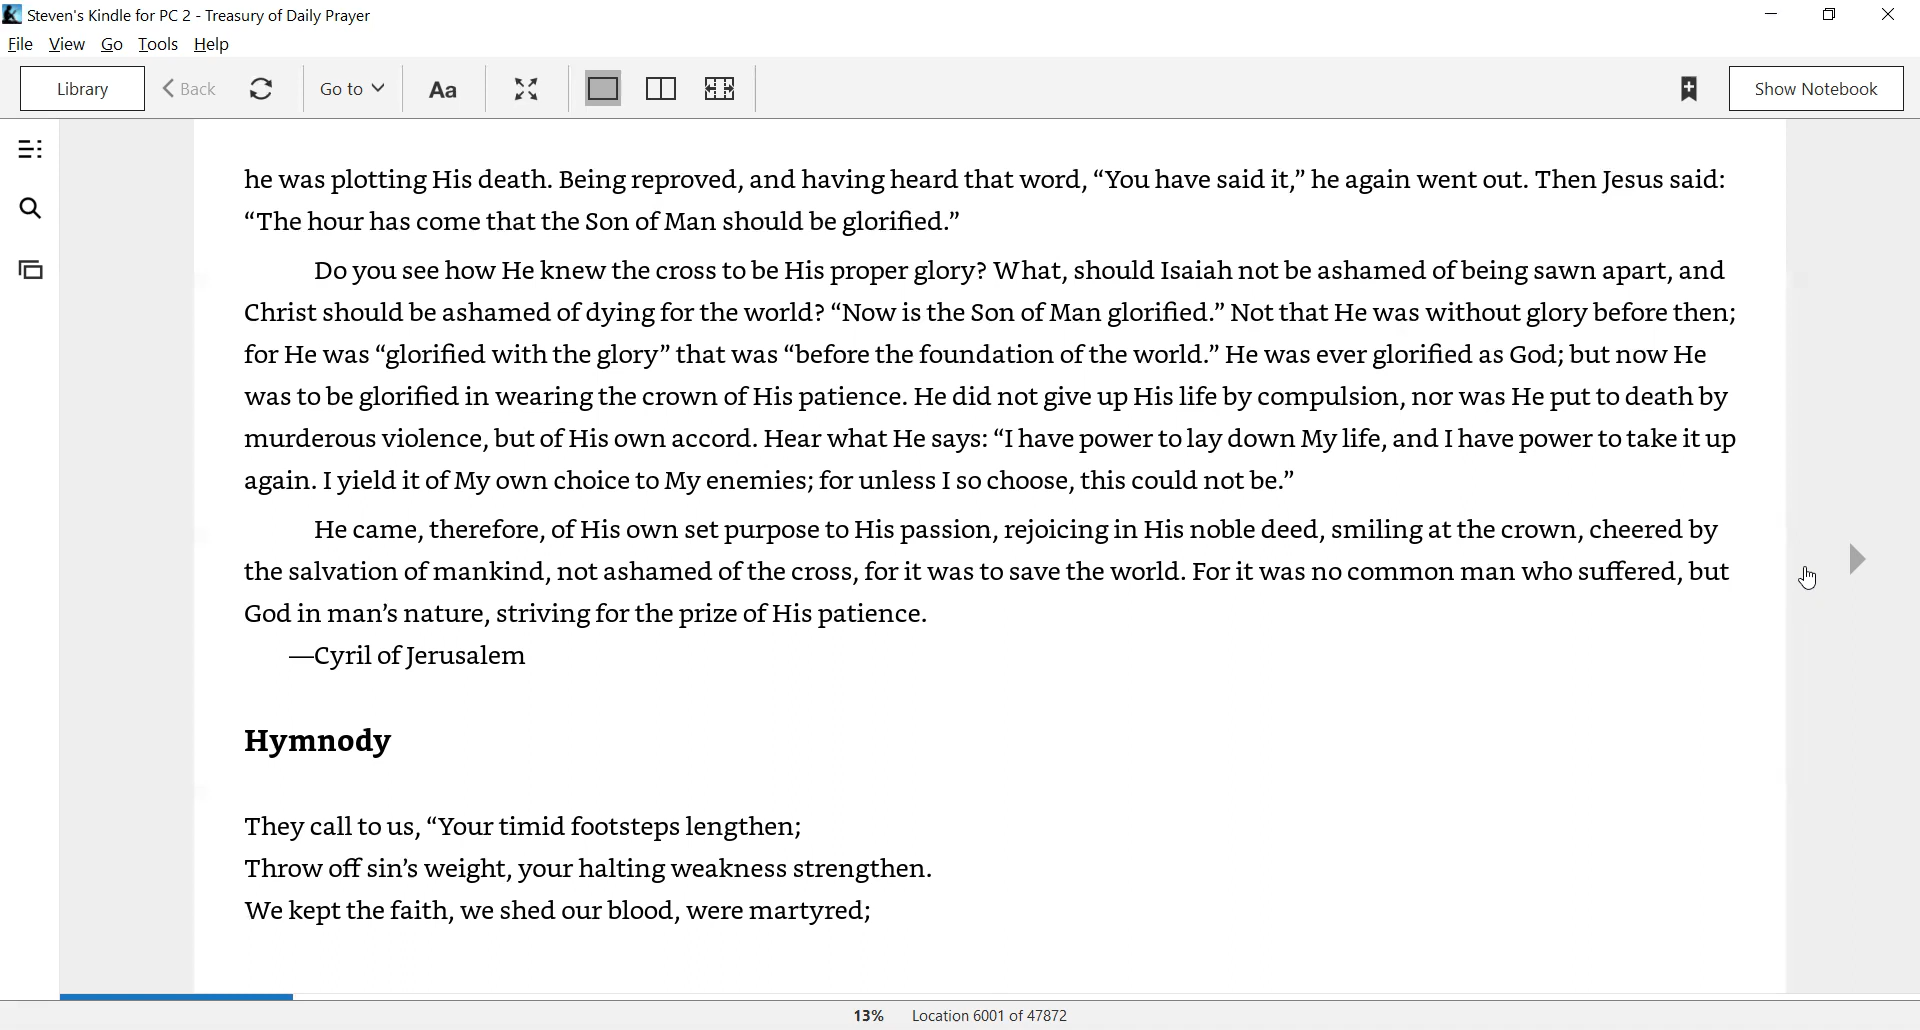 Steven's Kindle for PC 2 - Treasury of Daily Prayer
File View Go Tools Help
Library Back Go to Aa Show Notebook
he was plotting His death. Being reproved, and having heard that word, “You have said it,” he again went out. Then Jesus said:
“The hour has come that the Son of Man should be glorified.”
Do you see how He knew the cross to be His proper glory? What, should Isaiah not be ashamed of being sawn apart, and
Christ should be ashamed of dying for the world? “Now is the Son of Man glorified.” Not that He was without glory before then;
for He was “glorified with the glory” that was “before the foundation of the world.” He was ever glorified as God; but now He
was to be glorified in wearing the crown of His patience. He did not give up His life by compulsion, nor was He put to death by
murderous violence, but of His own accord. Hear what He says: “I have power to lay down My life, and I have power to take it up
again. I yield it of My own choice to My enemies; for unless I so choose, this could not be.”
He came, therefore, of His own set purpose to His passion, rejoicing in His noble deed, smiling at the crown, cheered by
the salvation of mankind, not ashamed of the cross, for it was to save the world. For it was no common man who suffered, but
God in man’s nature, striving for the prize of His patience.
—Cyril of Jerusalem
Hymnody
They call to us, “Your timid footsteps lengthen;
Throw off sin’s weight, your halting weakness strengthen.
We kept the faith, we shed our blood, were martyred;
13% Location 6001 of 47872